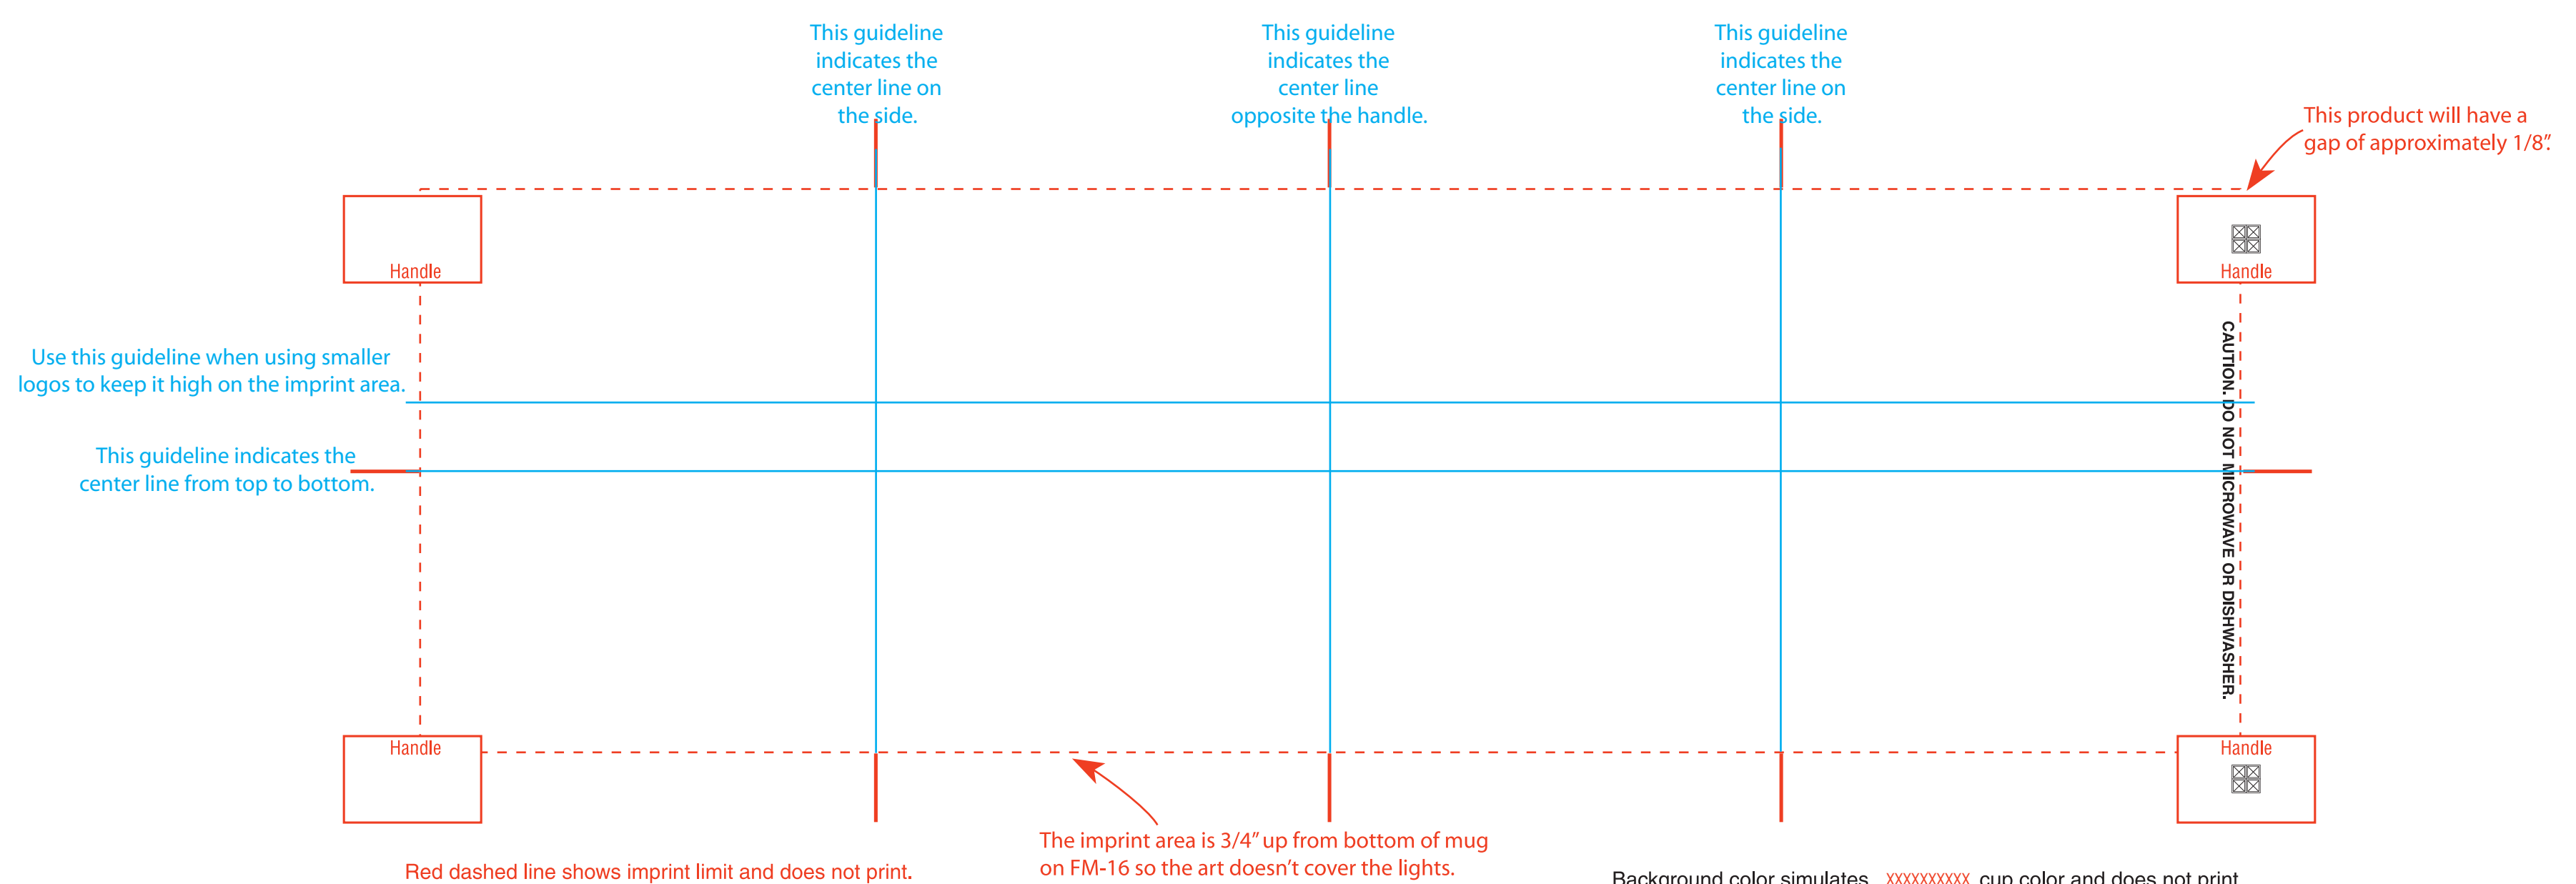 This guideline
indicates the
center line on
the side.
This guideline
indicates the
center line
opposite the handle.
This guideline
indicates the
center line on
the side.
This product will have a
gap of approximately 1/8”.
Handle
Handle
Use this guideline when using smaller
logos to keep it high on the imprint area.
This guideline indicates the
center line from top to bottom.
CAUTION. DO NOT MICROWAVE OR DISHWASHER.
Handle
Handle
The imprint area is 3/4” up from bottom of mug
on FM-16 so the art doesn’t cover the lights.
Red dashed line shows imprint limit and does not print.
Background color simulates XXXXXXXXXX cup color and does not print